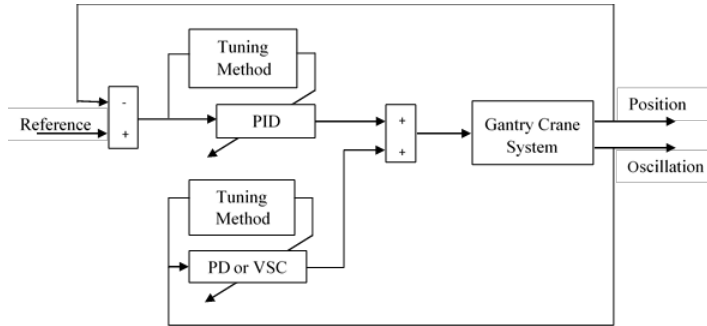 Tuning
Method
-
Reference
+
PID
+
+
Gantry Crane
System
Position
Oscillation
Tuning
Method
PD or VSC